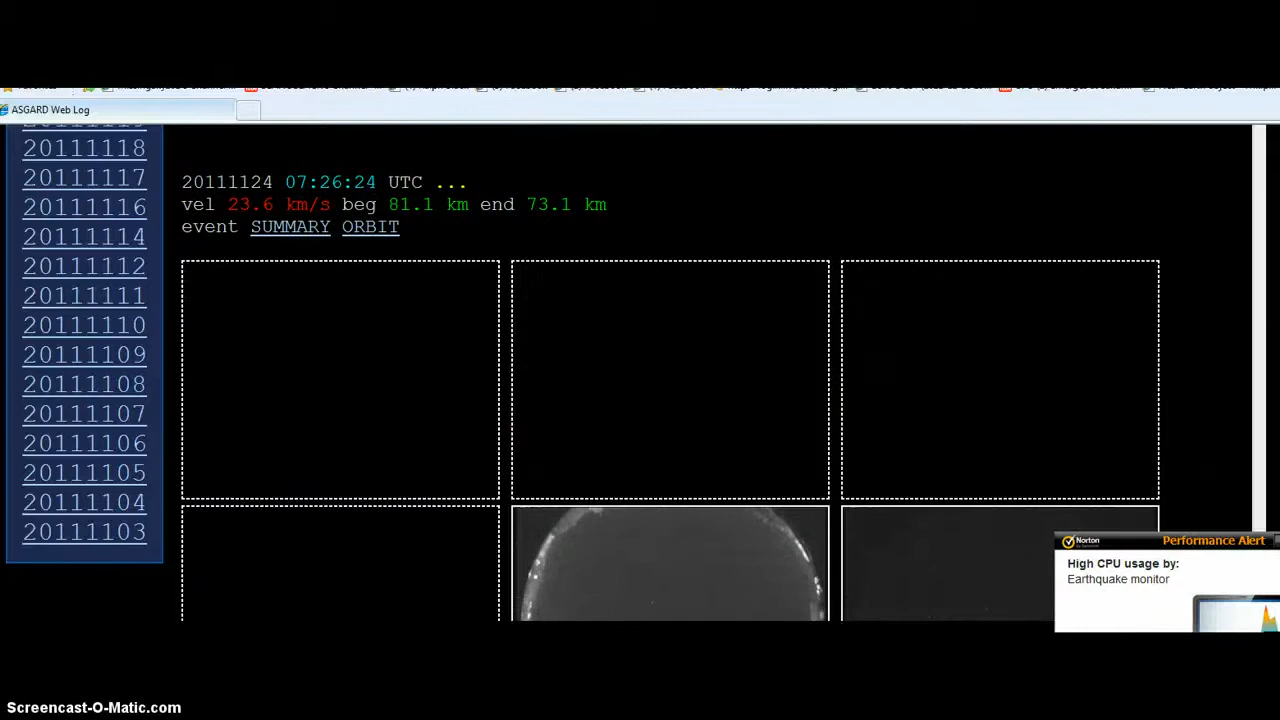 ASGARD Web Log
20111118
20111117
20111116
20111114
20111112
20111111
20111110
20111109
20111108
20111107
20111106
20111105
20111104
20111103
20111124 07:26:24 UTC ...
vel 23.6 km/s beg 81.1 km end 73.1 km
event SUMMARY ORBIT
Norton
Performance Alert
High CPU usage by:
Earthquake monitor
Screencast-O-Matic.com